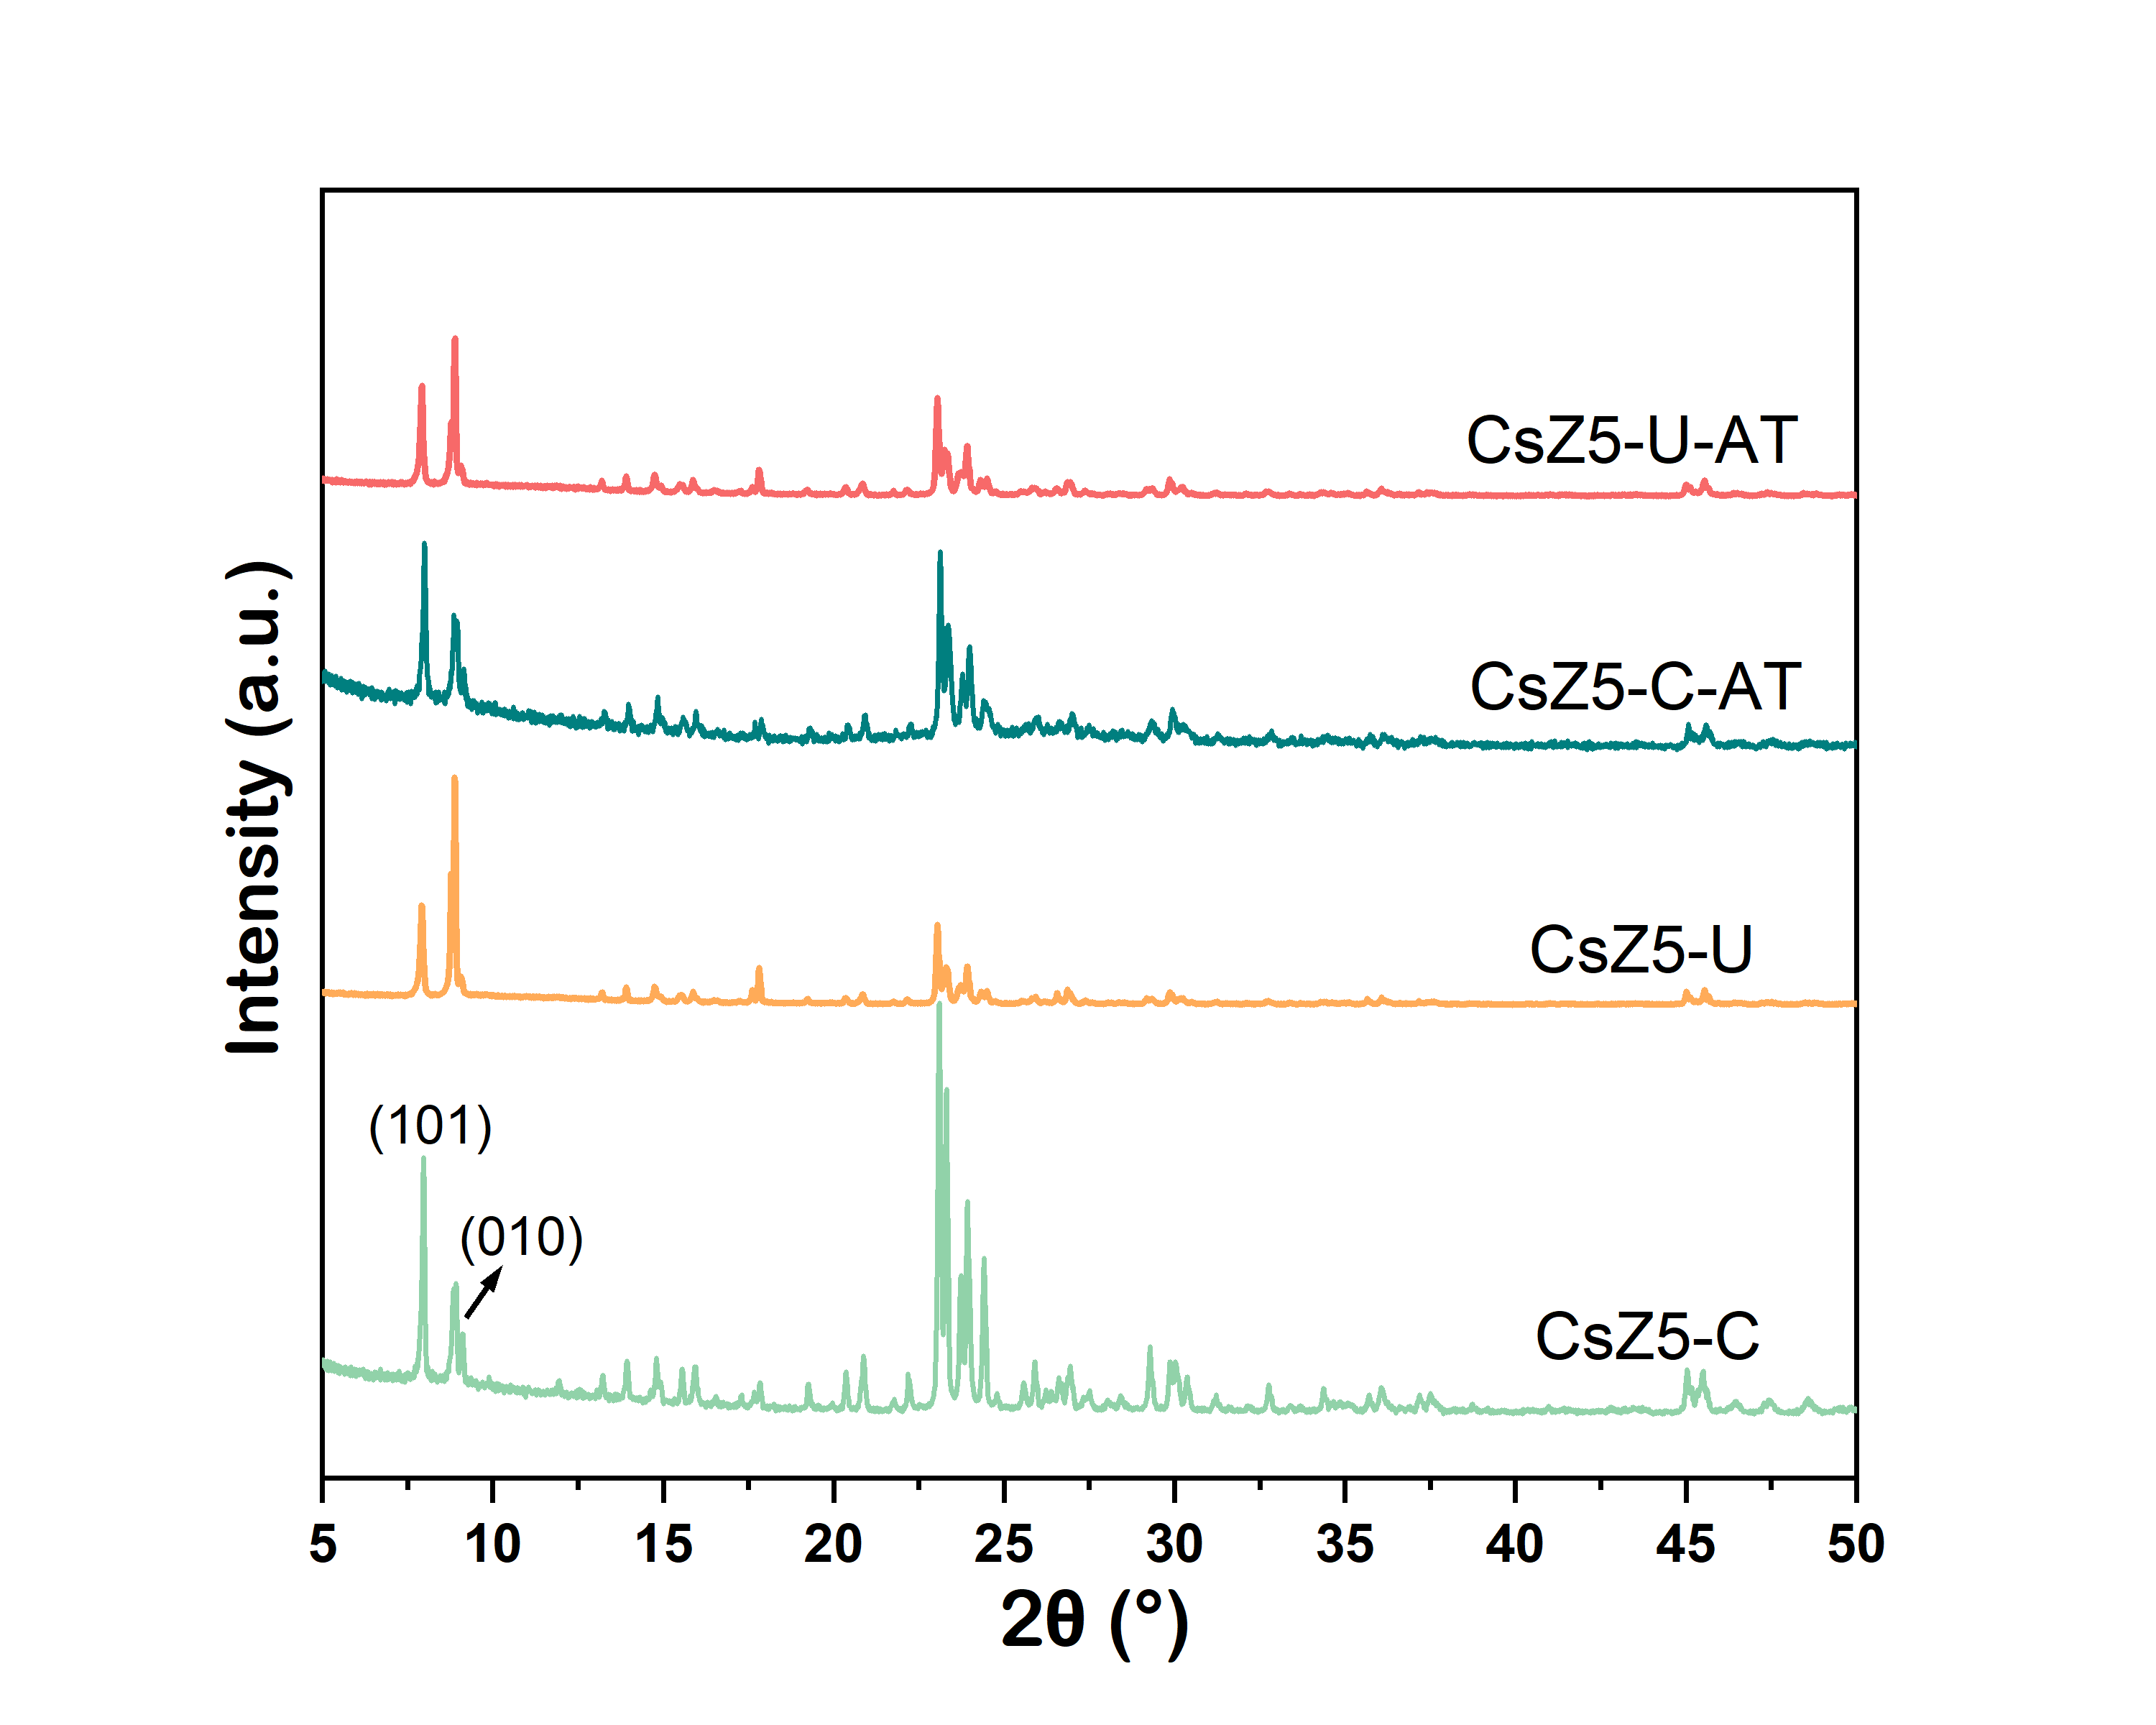 Intensity (a.u.)
CsZ5-U-AT
CsZ5-C-AT
CsZ5-U
(101)
(010)
CsZ5-C
5 10 15 20 25 30 35 40 45 50
2θ (°)